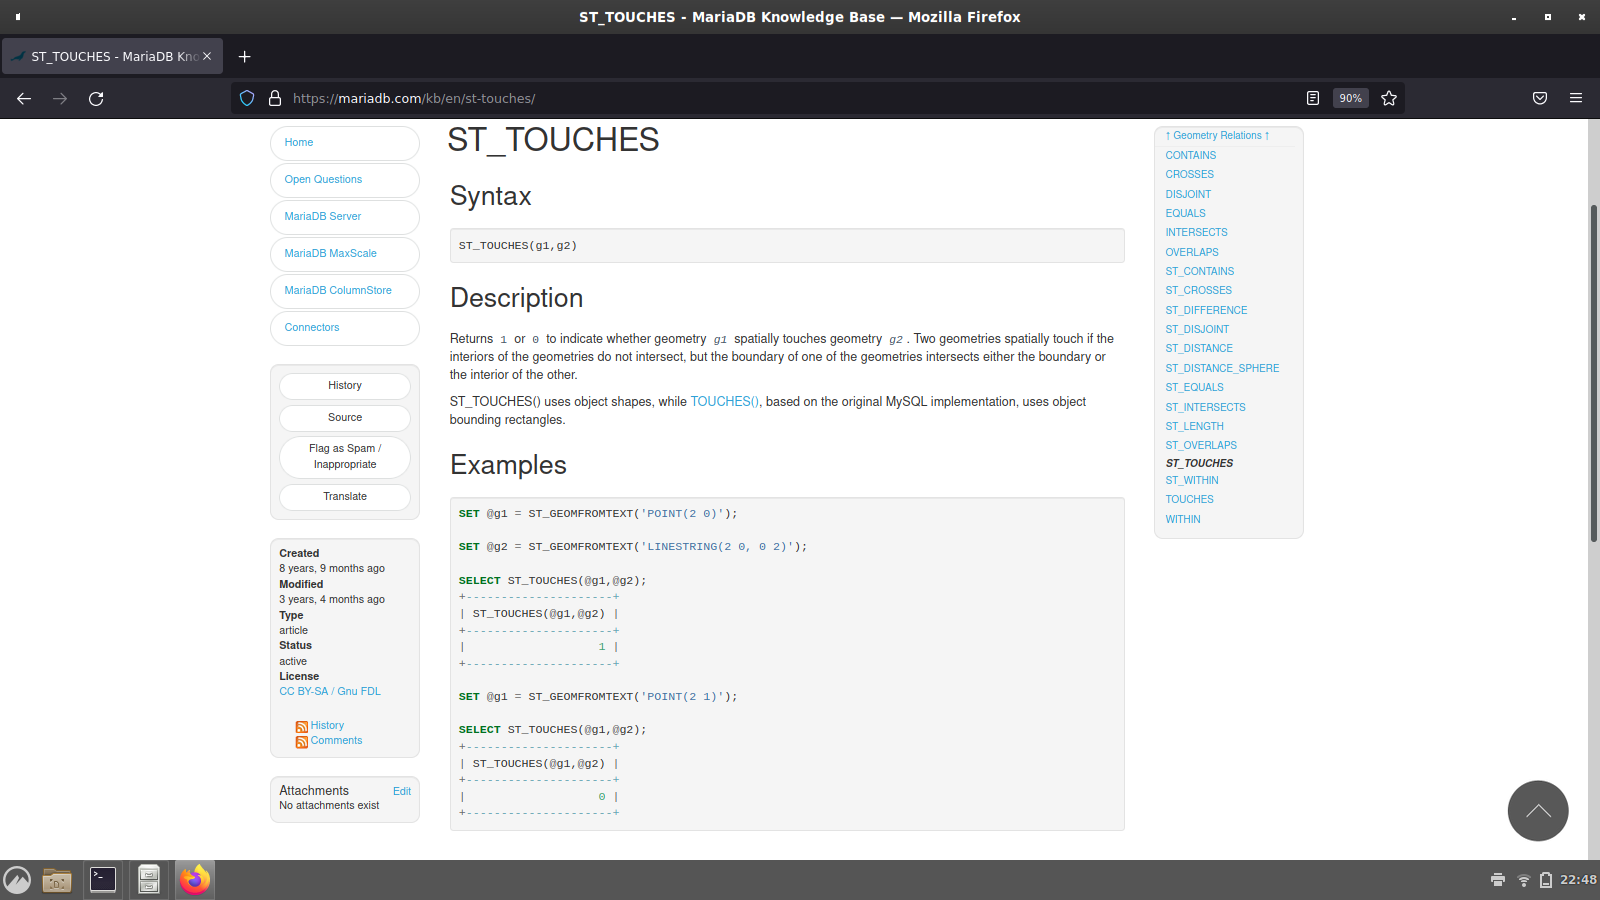 ST_TOUCHES - MariaDB Knowledge Base — Mozilla Firefox
ST_TOUCHES - MariaDB Kno
https://mariadb.com/kb/en/st-touches/
90%
Home
Open Questions
MariaDB Server
MariaDB MaxScale
MariaDB ColumnStore
Connectors
History
Source
Flag as Spam /
Inappropriate
Translate
Created
8 years, 9 months ago
Modified
3 years, 4 months ago
Type
article
Status
active
License
CC BY-SA / Gnu FDL
History
Comments
Attachments Edit
No attachments exist
ST_TOUCHES
Syntax
ST_TOUCHES(g1,g2)
Description
Returns 1 or 0 to indicate whether geometry g1 spatially touches geometry g2. Two geometries spatially touch if the
interiors of the geometries do not intersect, but the boundary of one of the geometries intersects either the boundary or
the interior of the other.
ST_TOUCHES() uses object shapes, while TOUCHES(), based on the original MySQL implementation, uses object
bounding rectangles.
Examples
SET @g1 = ST_GEOMFROMTEXT('POINT(2 0)');
SET @g2 = ST_GEOMFROMTEXT('LINESTRING(2 0, 0 2)');
SELECT ST_TOUCHES(@g1,@g2);
+---------------------+
| ST_TOUCHES(@g1,@g2) |
+---------------------+
|                   1 |
+---------------------+
SET @g1 = ST_GEOMFROMTEXT('POINT(2 1)');
SELECT ST_TOUCHES(@g1,@g2);
+---------------------+
| ST_TOUCHES(@g1,@g2) |
+---------------------+
|                   0 |
+---------------------+
↑ Geometry Relations ↑
CONTAINS
CROSSES
DISJOINT
EQUALS
INTERSECTS
OVERLAPS
ST_CONTAINS
ST_CROSSES
ST_DIFFERENCE
ST_DISJOINT
ST_DISTANCE
ST_DISTANCE_SPHERE
ST_EQUALS
ST_INTERSECTS
ST_LENGTH
ST_OVERLAPS
ST_TOUCHES
ST_WITHIN
TOUCHES
WITHIN
22:48